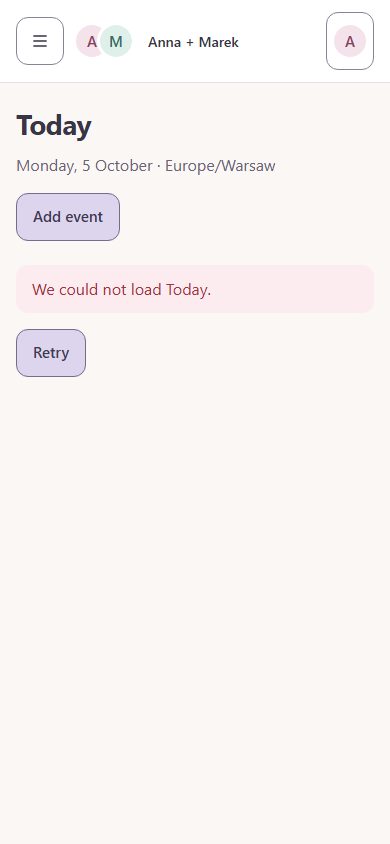 A M Anna + Marek A
Today
Monday, 5 October · Europe/Warsaw
Add event
We could not load Today.
Retry